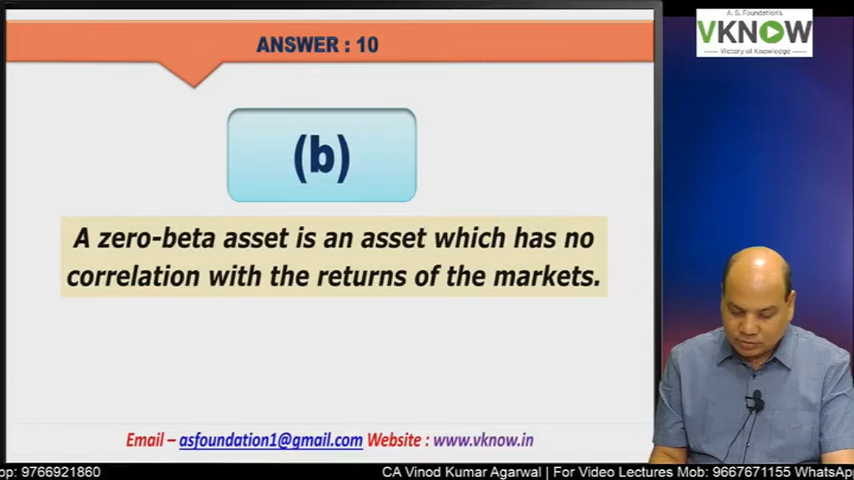 ANSWER : 10
A. S. Foundation's
VKNOW
Victory of Knowledge
(b)
A zero-beta asset is an asset which has no
correlation with the returns of the markets.
Email – asfoundation1@gmail.com Website : www.vknow.in
pp: 9766921860 CA Vinod Kumar Agarwal | For Video Lectures Mob: 9667671155 WhatsAp